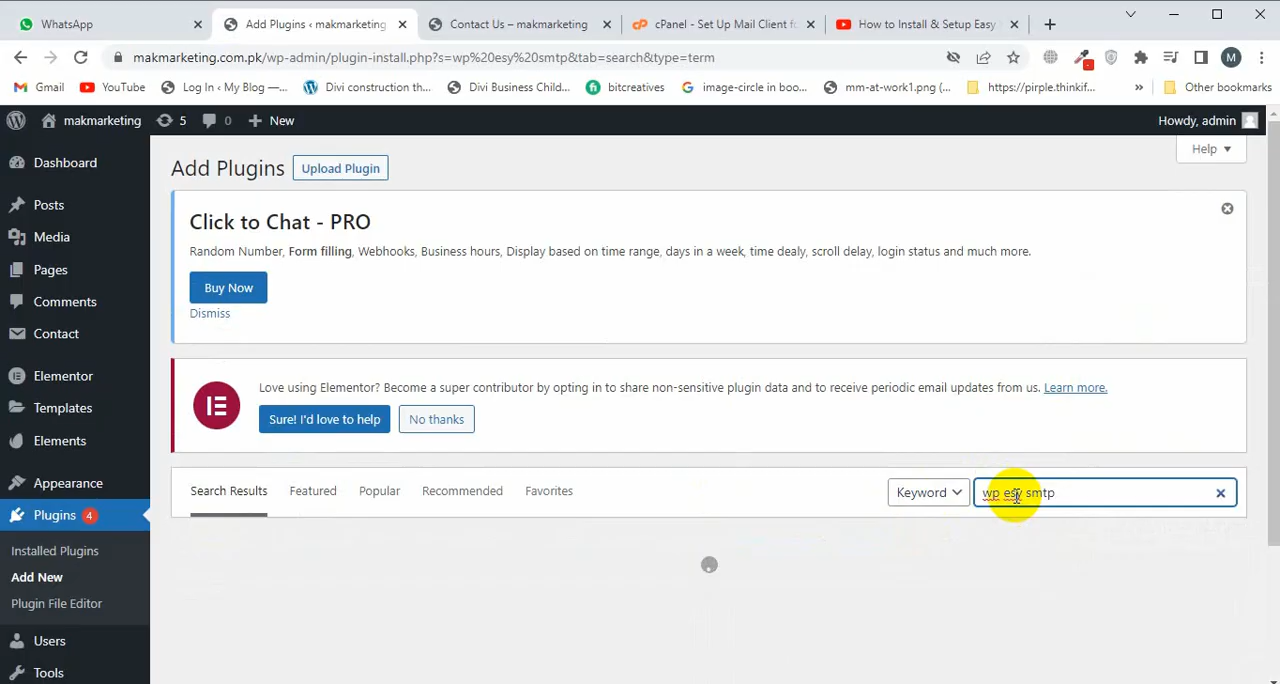 WhatsApp
Add Plugins ‹ makmarketing
Contact Us – makmarketing
cPanel - Set Up Mail Client f
How to Install & Setup Easy
makmarketing.com.pk/wp-admin/plugin-install.php?s=wp%20esy%20smtp&tab=search&type=term
M
Gmail
YouTube
Log In ‹ My Blog —...
Divi construction th...
Divi Business Child...
bitcreatives
image-circle in boo...
mm-at-work1.png (...
https://pirple.thinkif...
»
Other bookmarks
makmarketing
5
0
New
Howdy, admin
Dashboard
Posts
Media
Pages
Comments
Contact
Elementor
Templates
Elements
Appearance
Plugins 4
Installed Plugins
Add New
Plugin File Editor
Users
Tools
Help
Add Plugins
Upload Plugin
Click to Chat - PRO
Random Number, Form filling, Webhooks, Business hours, Display based on time range, days in a week, time dealy, scroll delay, login status and much more.
Buy Now
Dismiss
Love using Elementor? Become a super contributor by opting in to share non-sensitive plugin data and to receive periodic email updates from us. Learn more.
Sure! I'd love to help
No thanks
Search Results
Featured
Popular
Recommended
Favorites
Keyword
wp esy smtp